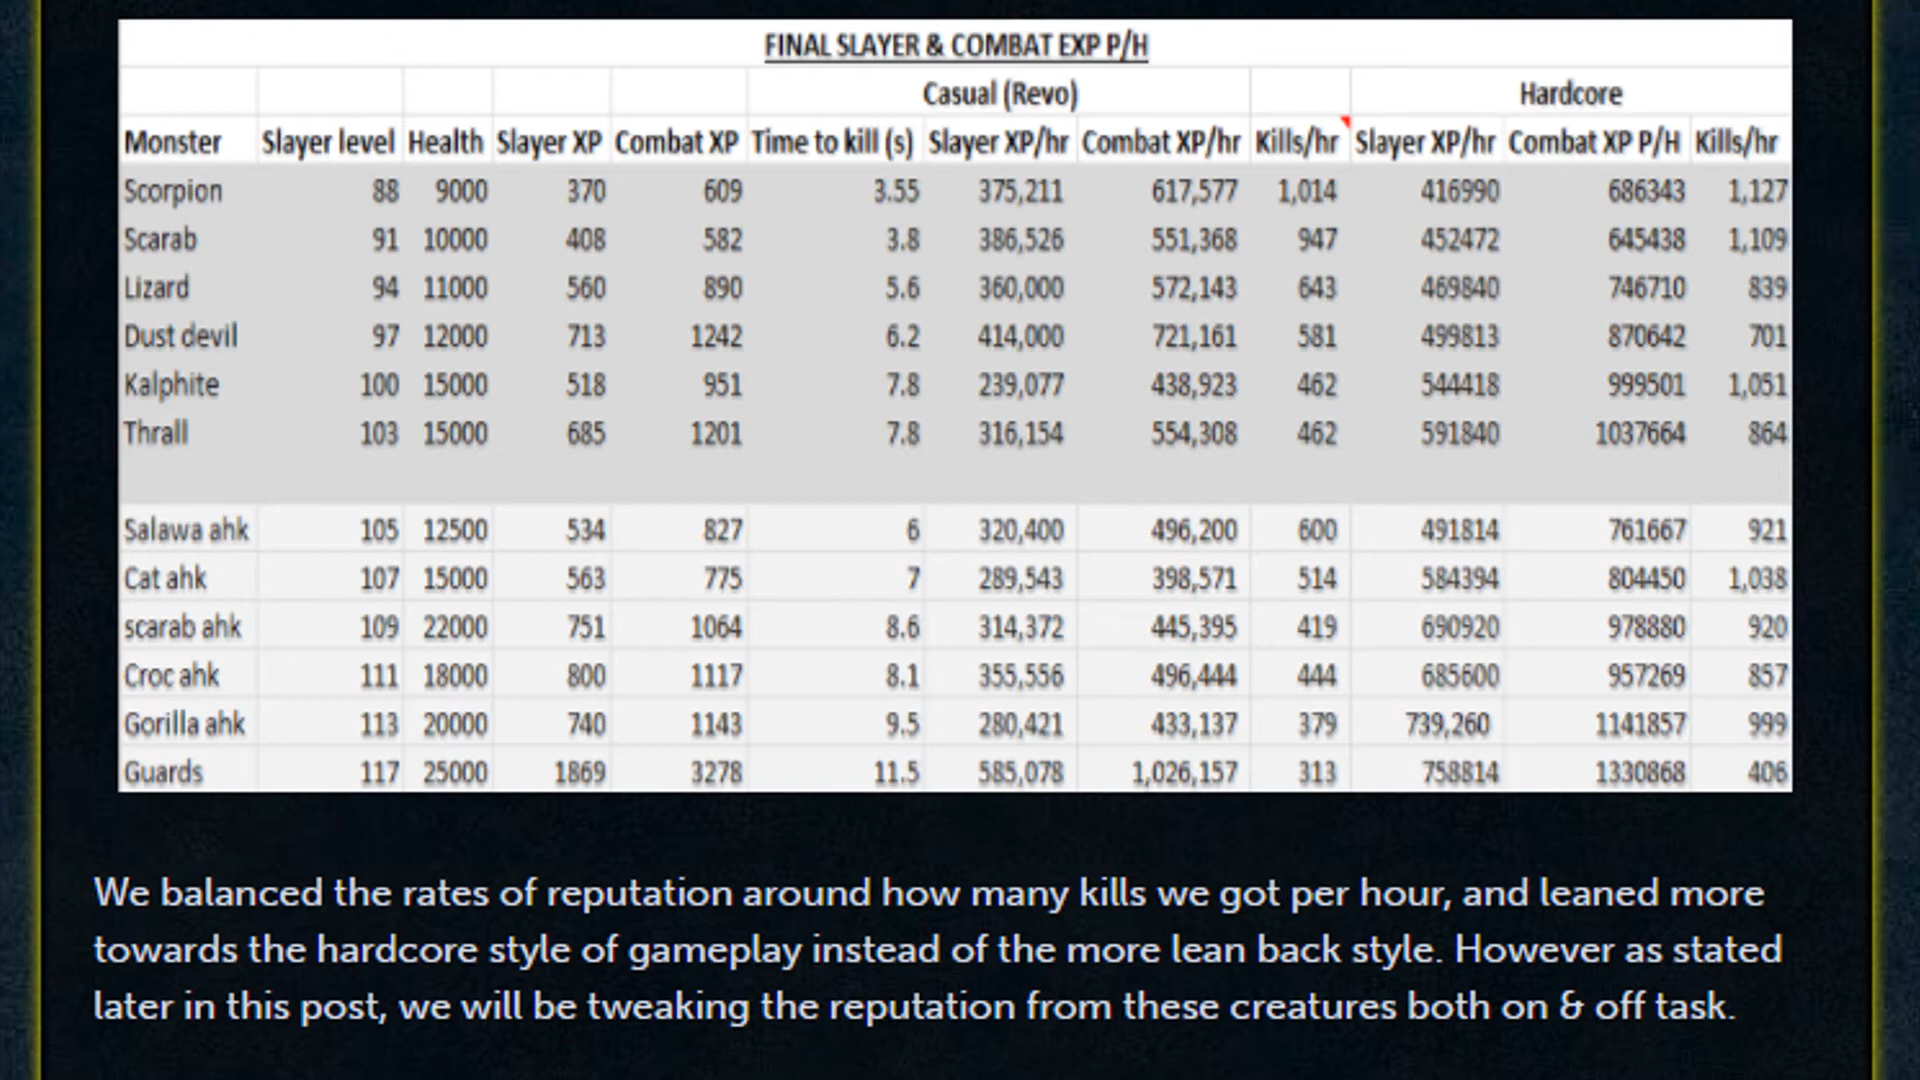 FINAL SLAYER & COMBAT EXP P/H
Casual (Revo) Hardcore
Monster Slayer level Health Slayer XP Combat XP Time to kill (s) Slayer XP/hr Combat XP/hr Kills/hr Slayer XP/hr Combat XP P/H Kills/hr
Scorpion 88 9000 370 609 3.55 375,211 617,577 1,014 416990 686343 1,127
Scarab 91 10000 408 582 3.8 386,526 551,368 947 452472 645438 1,109
Lizard 94 11000 560 890 5.6 360,000 572,143 643 469840 746710 839
Dust devil 97 12000 713 1242 6.2 414,000 721,161 581 499813 870642 701
Kalphite 100 15000 518 951 7.8 239,077 438,923 462 544418 999501 1,051
Thrall 103 15000 685 1201 7.8 316,154 554,308 462 591840 1037664 864
Salawa ahk 105 12500 534 827 6 320,400 496,200 600 491814 761667 921
Cat ahk 107 15000 563 775 7 289,543 398,571 514 584394 804450 1,038
scarab ahk 109 22000 751 1064 8.6 314,372 445,395 419 690920 978880 920
Croc ahk 111 18000 800 1117 8.1 355,556 496,444 444 685600 957269 857
Gorilla ahk 113 20000 740 1143 9.5 280,421 433,137 379 739,260 1141857 999
Guards 117 25000 1869 3278 11.5 585,078 1,026,157 313 758814 1330868 406
We balanced the rates of reputation around how many kills we got per hour, and leaned more
towards the hardcore style of gameplay instead of the more lean back style. However as stated
later in this post, we will be tweaking the reputation from these creatures both on & off task.